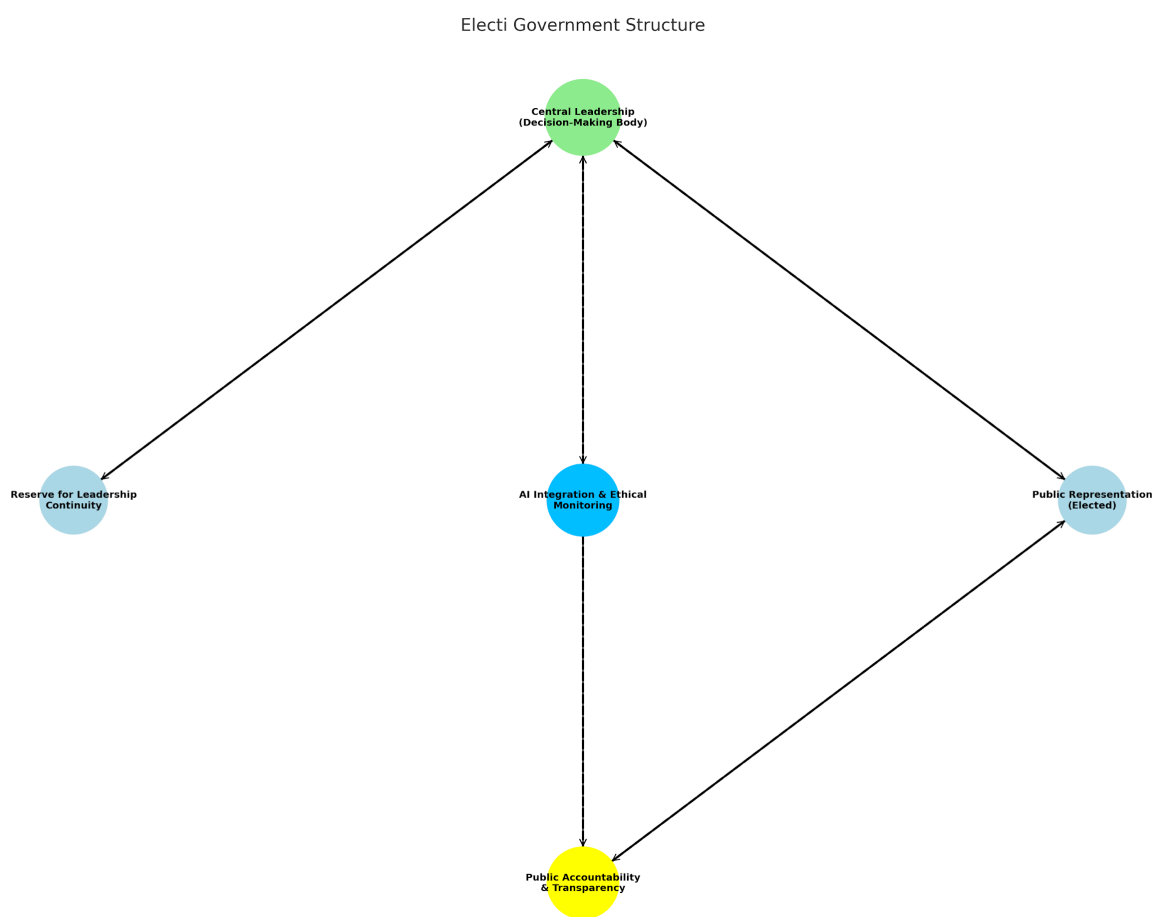 Electi Government Structure
Central Leadership
(Decision-Making Body)
Reserve for Leadership
Continuity
AI Integration & Ethical
Monitoring
Public Representation
(Elected)
Public Accountability
& Transparency